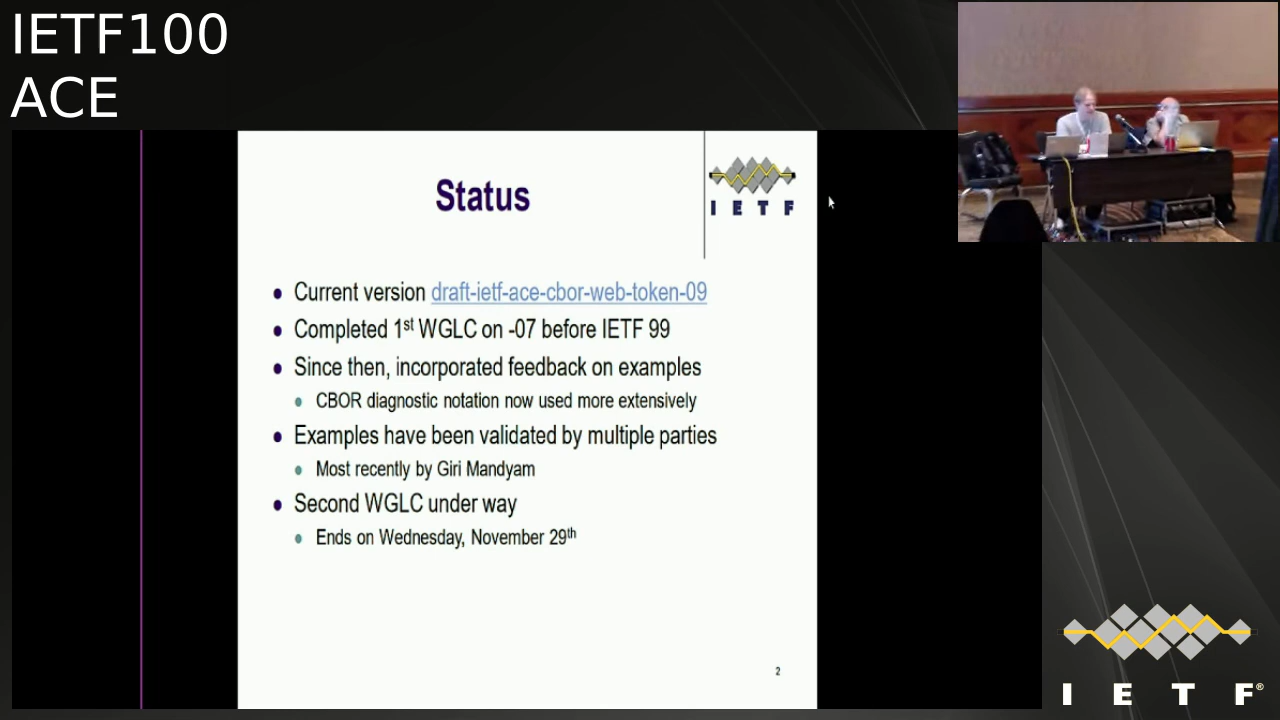 IETF100
ACE
Status
I E T F
Current version draft-ietf-ace-cbor-web-token-09
Completed 1st WGLC on -07 before IETF 99
Since then, incorporated feedback on examples
CBOR diagnostic notation now used more extensively
Examples have been validated by multiple parties
Most recently by Giri Mandyam
Second WGLC under way
Ends on Wednesday, November 29th
2
I E T F®